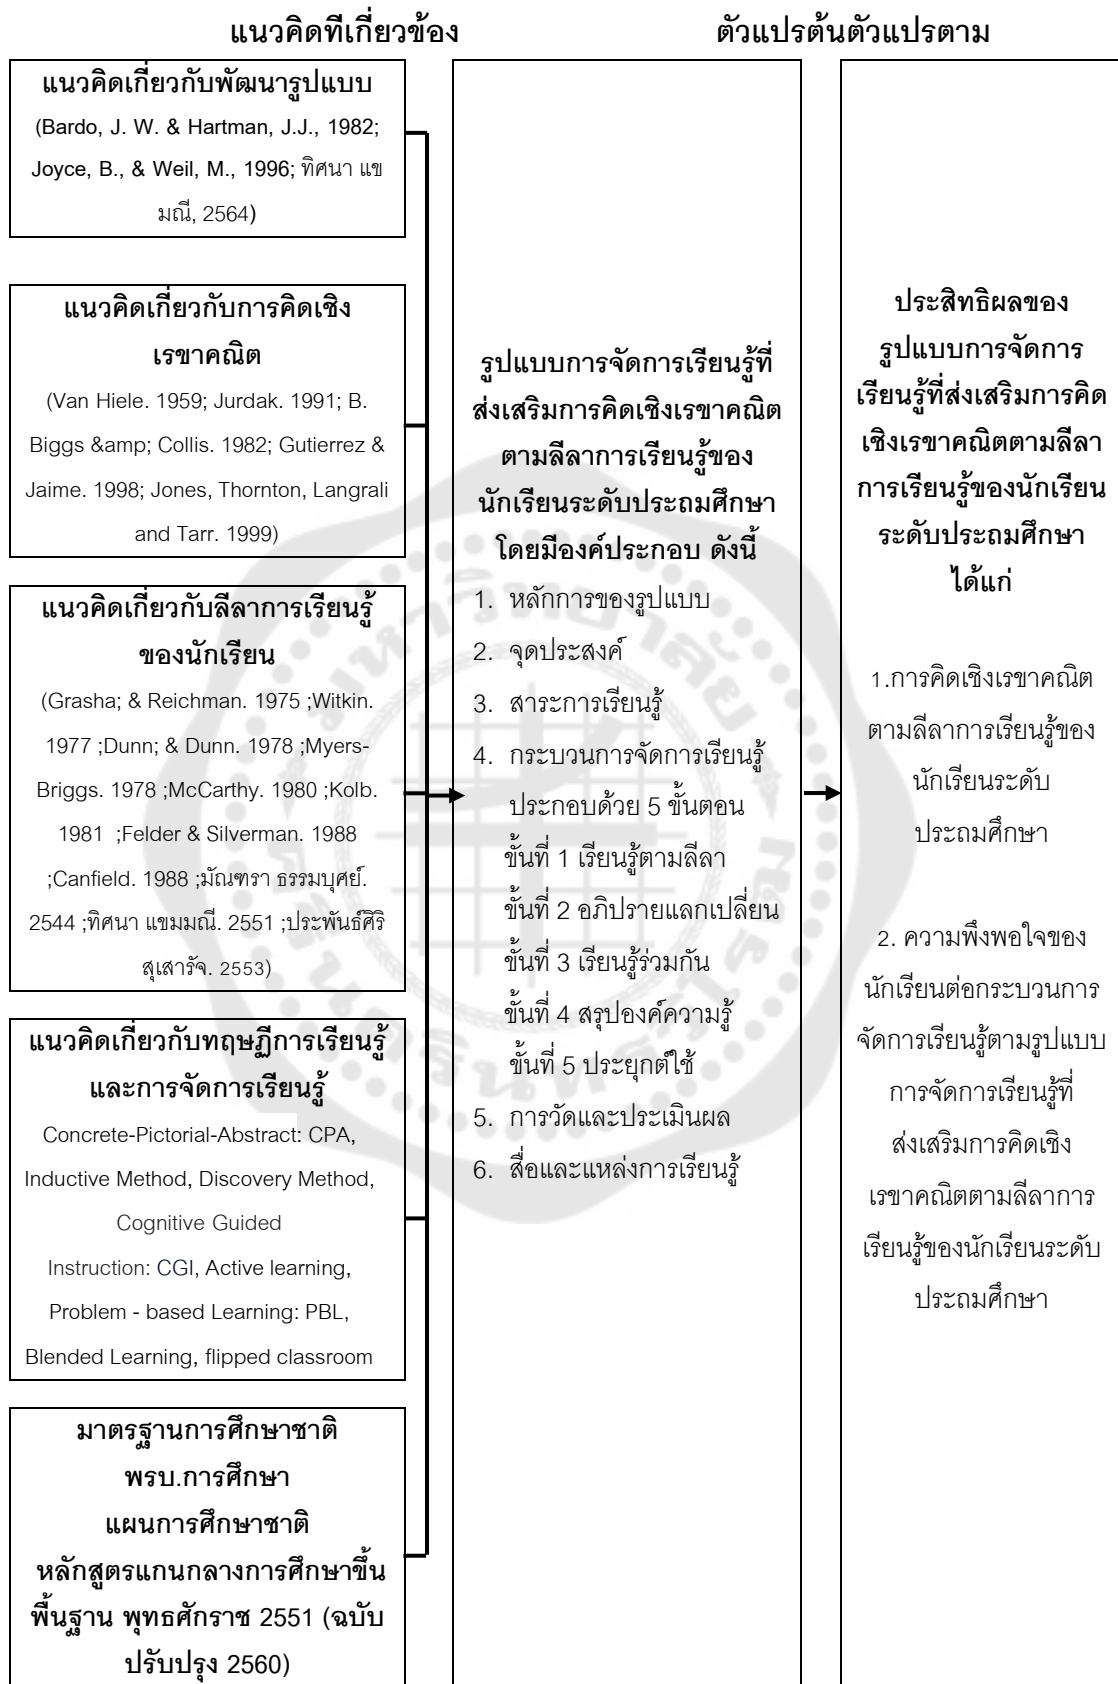 แนวคิดทีเกี่ยวข้อง
ตัวแปรต้นตัวแปรตาม
แนวคิดเกี่ยวกับพัฒนารูปแบบ
(Bardo, J. W. & Hartman, J.J., 1982;
Joyce, B., & Weil, M., 1996; ทิศนา แข
มณี, 2564)
แนวคิดเกี่ยวกับการคิดเชิง
เรขาคณิต
(Van Hiele. 1959; Jurdak. 1991; B.
Biggs &amp; Collis. 1982; Gutierrez &
Jaime. 1998; Jones, Thornton, Langrali
and Tarr. 1999)
แนวคิดเกี่ยวกับลีลาการเรียนรู้
ของนักเรียน
(Grasha; & Reichman. 1975 ;Witkin.
1977 ;Dunn; & Dunn. 1978 ;Myers-
Briggs. 1978 ;McCarthy. 1980 ;Kolb.
1981 ;Felder & Silverman. 1988
;Canfield. 1988 ;มัณฑรา ธรรมบุศย์.
2544 ;ทิศนา แขมมณี. 2551 ;ประพันธ์ศิริ
สุเสารัจ. 2553)
แนวคิดเกี่ยวกับทฤษฎีการเรียนรู้
และการจัดการเรียนรู้
Concrete-Pictorial-Abstract: CPA,
Inductive Method, Discovery Method,
Cognitive Guided
Instruction: CGI, Active learning,
Problem - based Learning: PBL,
Blended Learning, flipped classroom
มาตรฐานการศึกษาชาติ
พรบ.การศึกษา
แผนการศึกษาชาติ
หลักสูตรแกนกลางการศึกษาขึ้น
พื้นฐาน พุทธศักราช 2551 (ฉบับ
ปรับปรุง 2560)
รูปแบบการจัดการเรียนรู้ที่
ส่งเสริมการคิดเชิงเรขาคณิต
ตามลีลาการเรียนรู้ของ
นักเรียนระดับประถมศึกษา
โดยมีองค์ประกอบ ดังนี้
1. หลักการของรูปแบบ
2. จุดประสงค์
3. สาระการเรียนรู้
4. กระบวนการจัดการเรียนรู้
ประกอบด้วย 5 ขั้นตอน
ขั้นที่ 1 เรียนรู้ตามลีลา
ขั้นที่ 2 อภิปรายแลกเปลี่ยน
ขั้นที่ 3 เรียนรู้ร่วมกัน
ขั้นที่ 4 สรุปองค์ความรู้
ขั้นที่ 5 ประยุกต์ใช้
5. การวัดและประเมินผล
6. สื่อและแหล่งการเรียนรู้
ประสิทธิผลของ
รูปแบบการจัดการ
เรียนรู้ที่ส่งเสริมการคิด
เชิงเรขาคณิตตามลีลา
การเรียนรู้ของนักเรียน
ระดับประถมศึกษา
ได้แก่
1.การคิดเชิงเรขาคณิต
ตามลีลาการเรียนรู้ของ
นักเรียนระดับ
ประถมศึกษา
2. ความพึงพอใจของ
นักเรียนต่อกระบวนการ
จัดการเรียนรู้ตามรูปแบบ
การจัดการเรียนรู้ที่
ส่งเสริมการคิดเชิง
เรขาคณิตตามลีลาการ
เรียนรู้ของนักเรียนระดับ
ประถมศึกษา
มหาวิทยาลัย
ศรีนครินทรวิโรฒ